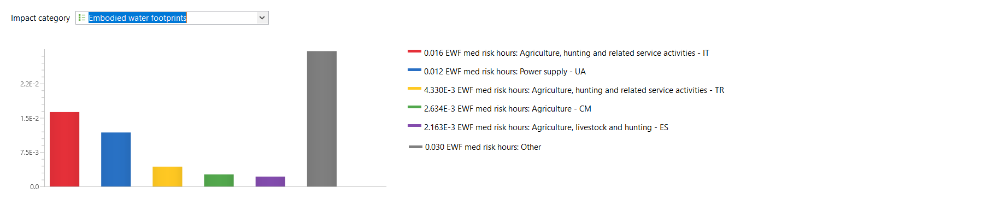 Impact category
Embodied water footprints
2.2E-2
1.5E-2
7.5E-3
0.0
0.016 EWF med risk hours: Agriculture, hunting and related service activities - IT
0.012 EWF med risk hours: Power supply - UA
4.330E-3 EWF med risk hours: Agriculture, hunting and related service activities - TR
2.634E-3 EWF med risk hours: Agriculture - CM
2.163E-3 EWF med risk hours: Agriculture, livestock and hunting - ES
0.030 EWF med risk hours: Other